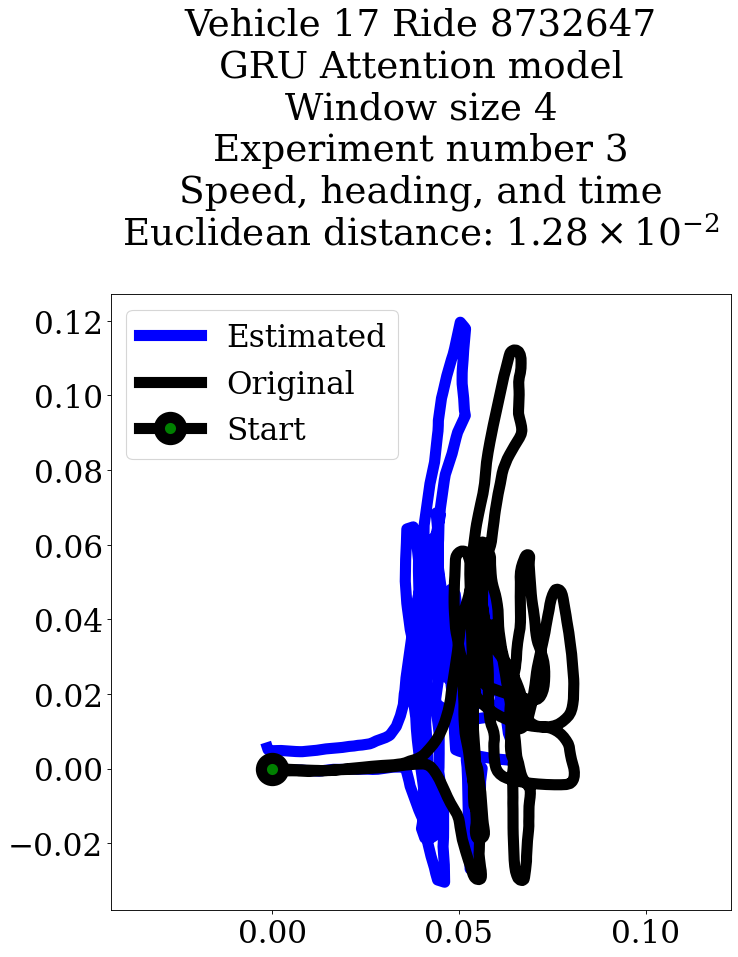 Vehicle 17 Ride 8732647
GRU Attention model
Window size 4
Experiment number 3
Speed, heading, and time
Euclidean distance: 1.28 × 10⁻²
Estimated
Original
Start
0.12
0.10
0.08
0.06
0.04
0.02
0.00
−0.02
0.00
0.05
0.10